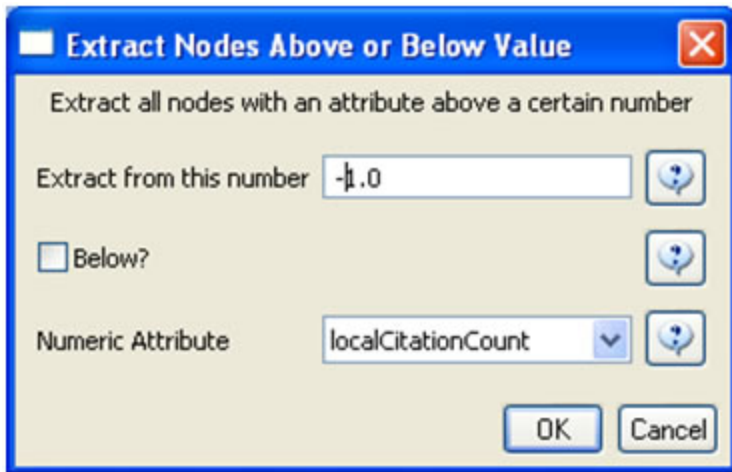 Extract Nodes Above or Below Value
Extract all nodes with an attribute above a certain number
Extract from this number -1.0
Below?
Numeric Attribute localCitationCount
OK Cancel